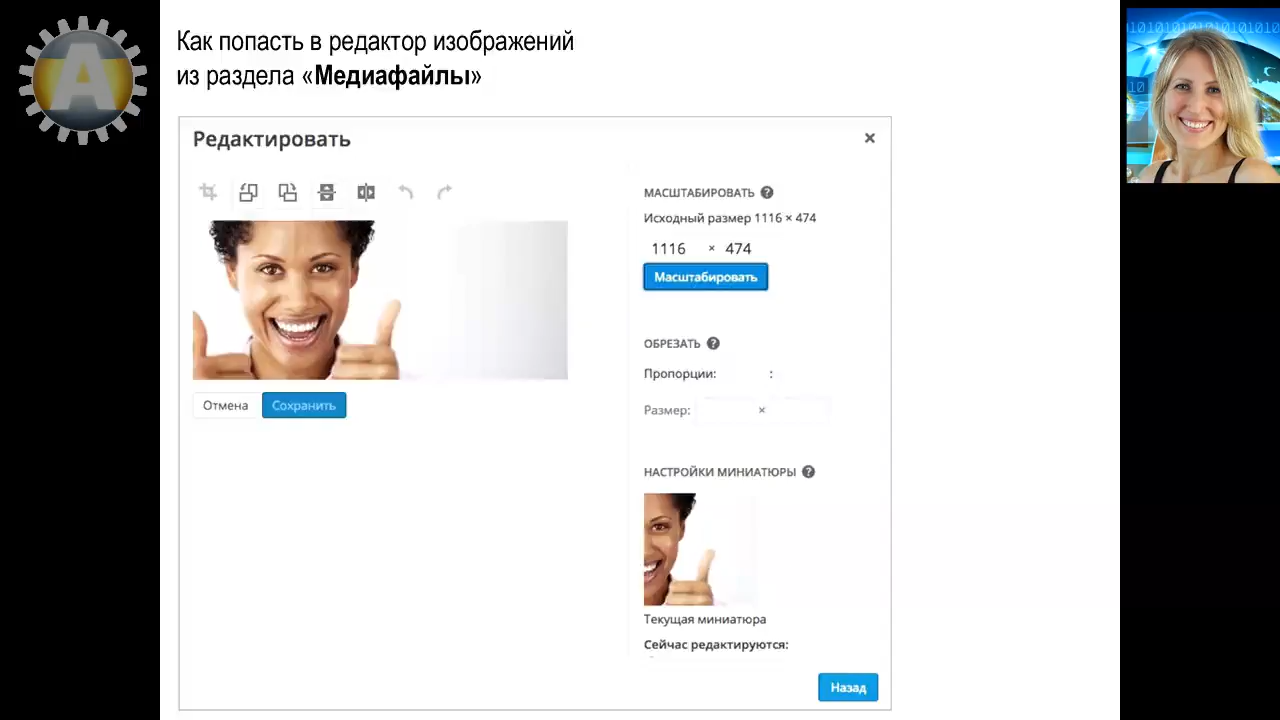 Как попасть в редактор изображений
из раздела «Медиафайлы»
A
Редактировать
×
МАСШТАБИРОВАТЬ ?
Исходный размер 1116 × 474
1116 × 474
Масштабировать
ОБРЕЗАТЬ ?
Пропорции: :
Размер: ×
Отмена
Сохранить
НАСТРОЙКИ МИНИАТЮРЫ ?
Текущая миниатюра
Сейчас редактируются:
Назад